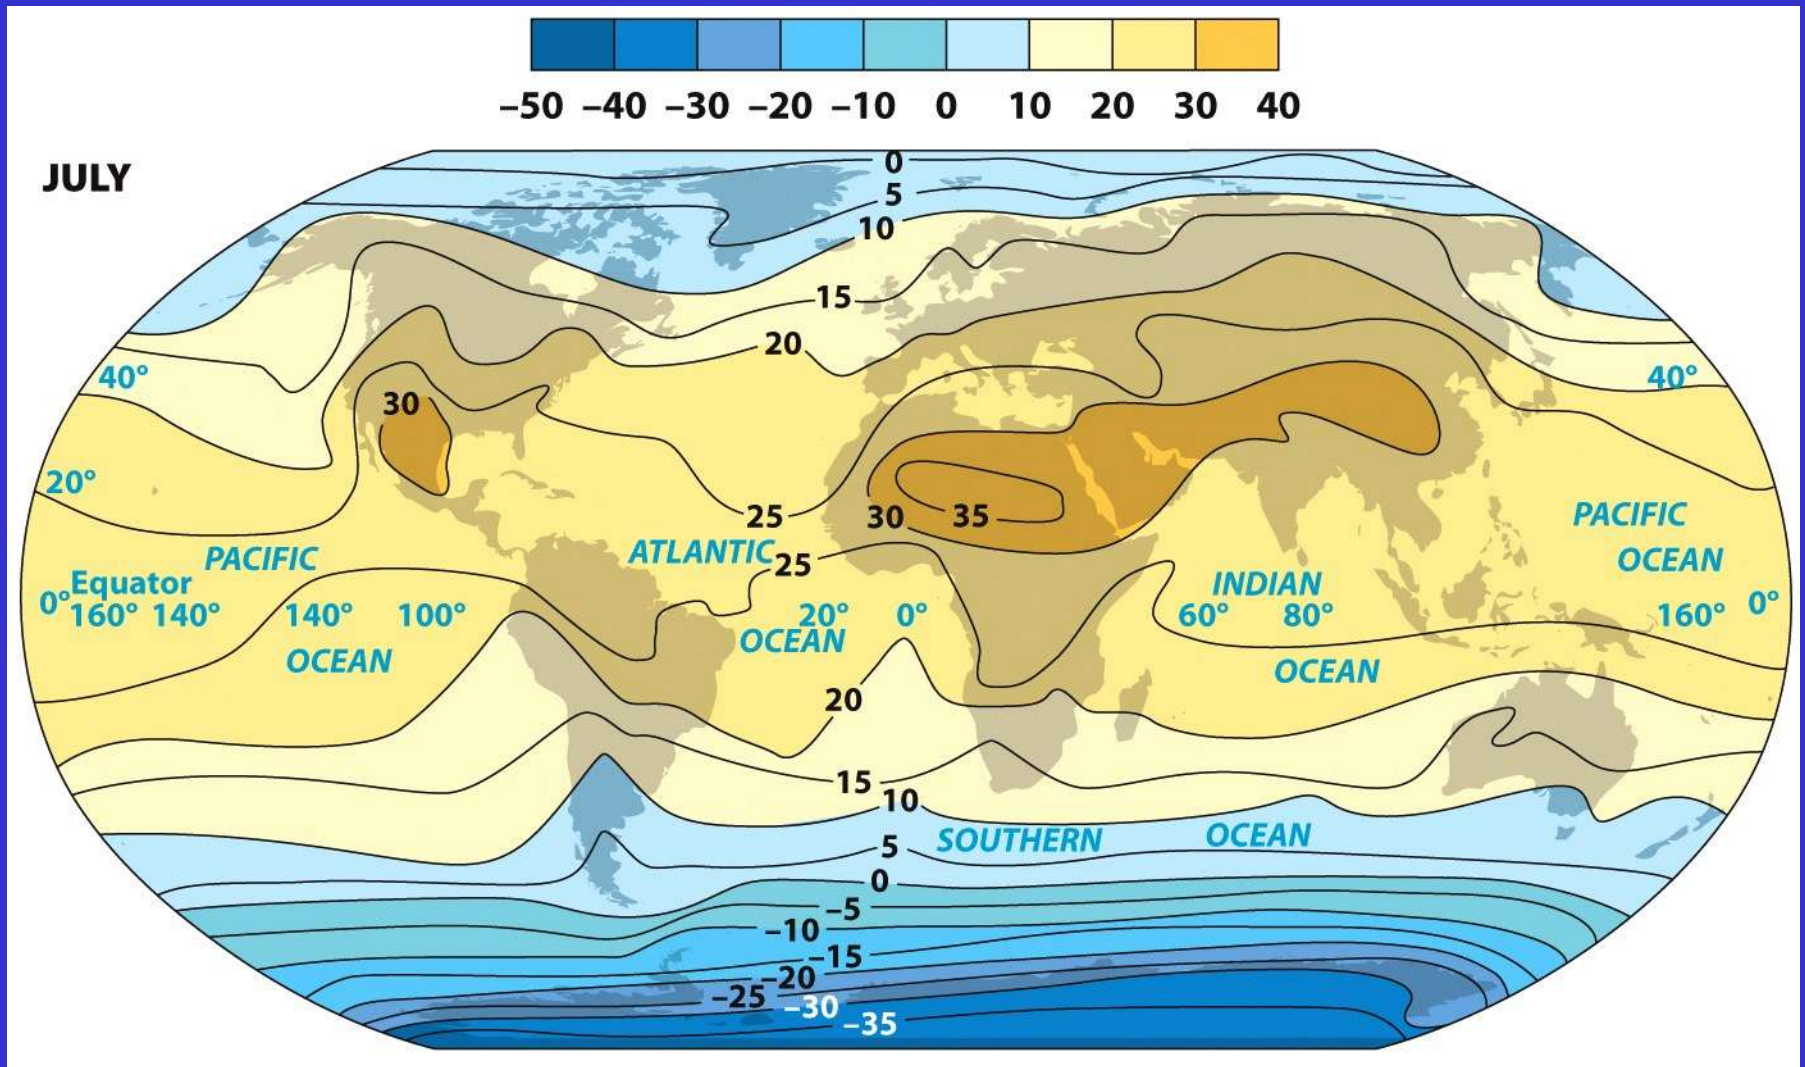 –50 –40 –30 –20 –10 0 10 20 30 40
JULY
0
5
10
15
20
40° 40°
30
20°
25 30 35
PACIFIC
OCEAN
PACIFIC ATLANTIC 25
Equator INDIAN
0° 160° 140° 140° 100° 20° 0° 60° 80° 160° 0°
OCEAN
OCEAN OCEAN
20
15
10
SOUTHERN OCEAN
5
0
–5
–10
–15
–20
–25
–30
–35